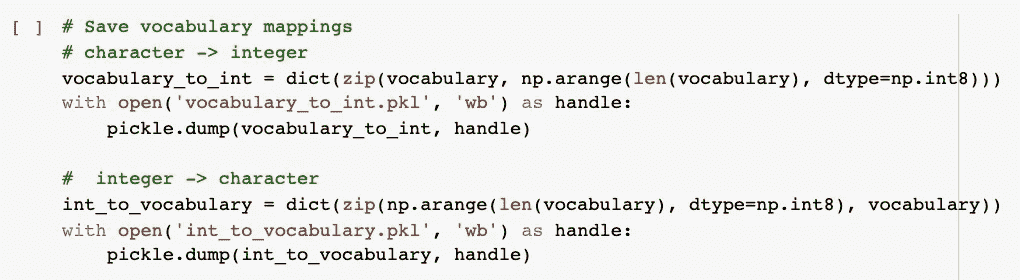 [ ] # Save vocabulary mappings
# character -> integer
vocabulary_to_int = dict(zip(vocabulary, np.arange(len(vocabulary), dtype=np.int8)))
with open('vocabulary_to_int.pkl', 'wb') as handle:
    pickle.dump(vocabulary_to_int, handle)

#  integer -> character
int_to_vocabulary = dict(zip(np.arange(len(vocabulary), dtype=np.int8), vocabulary))
with open('int_to_vocabulary.pkl', 'wb') as handle:
    pickle.dump(int_to_vocabulary, handle)